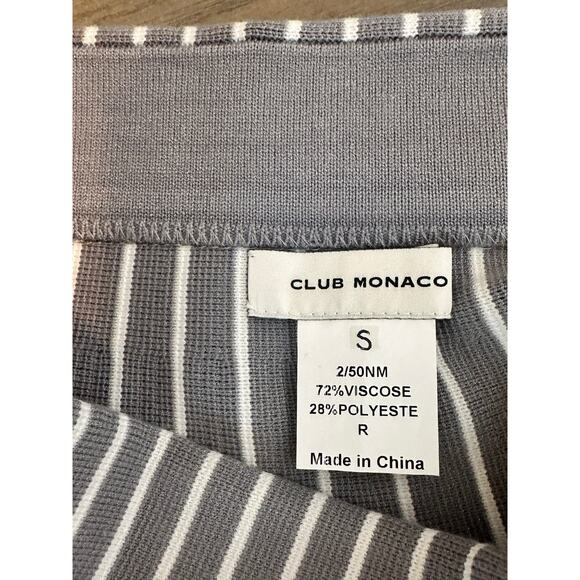 CLUB MONACO
S
2/50NM
72%VISCOSE
28%POLYESTE
R
Made in China